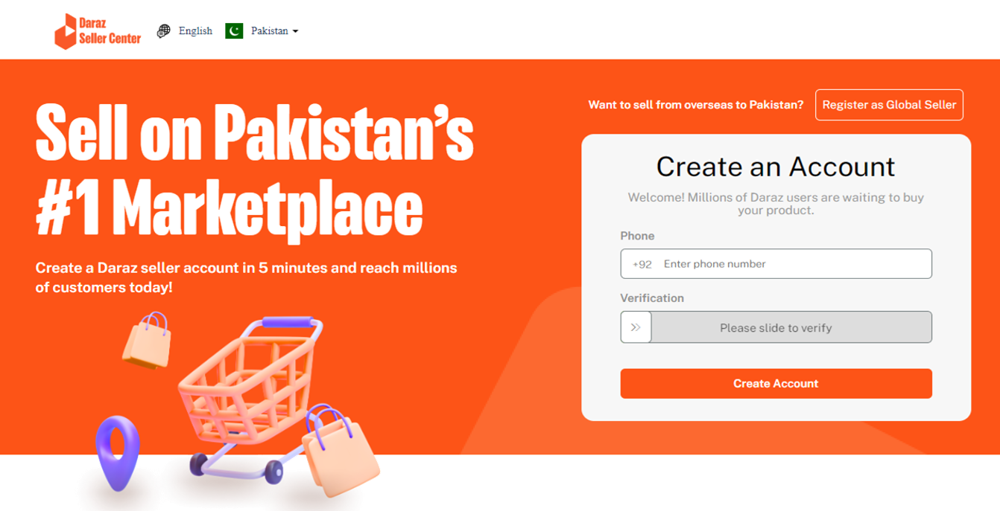 Daraz
Seller Center
English
Pakistan
Sell on Pakistan's
#1 Marketplace
Create a Daraz seller account in 5 minutes and reach millions
of customers today!
Want to sell from overseas to Pakistan?
Register as Global Seller
Create an Account
Welcome! Millions of Daraz users are waiting to buy
your product.
Phone
+92 Enter phone number
Verification
Please slide to verify
Create Account